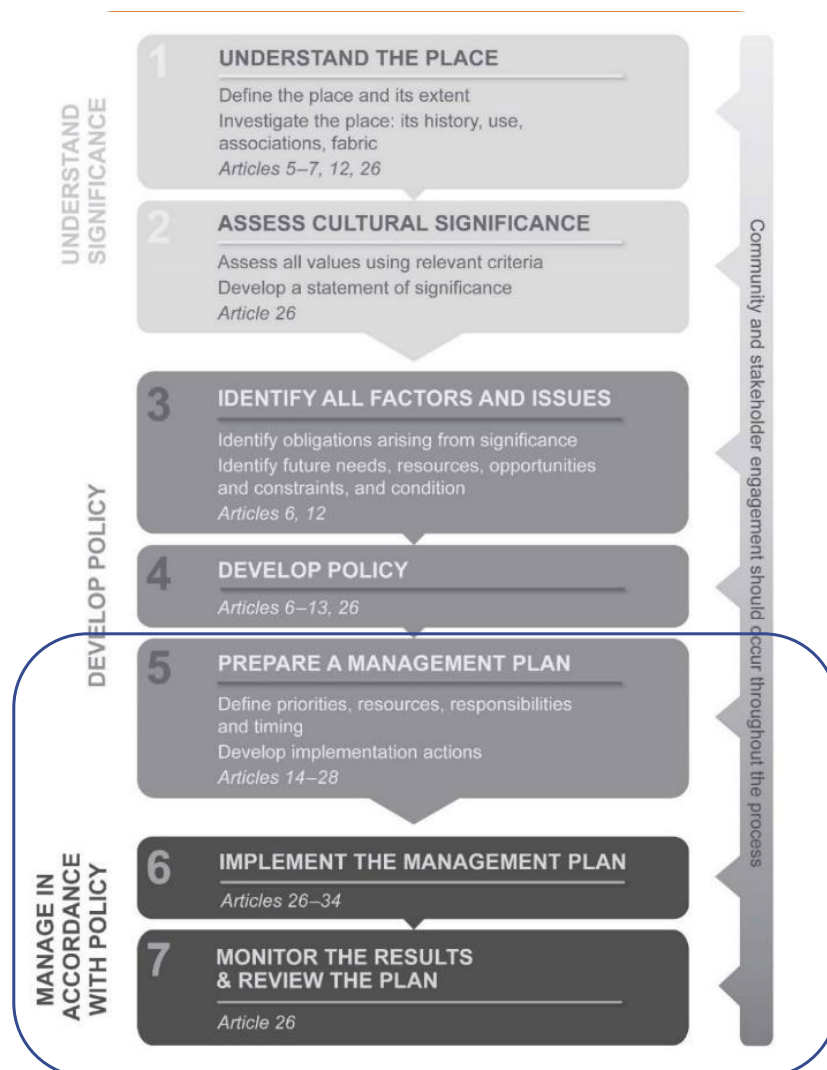 UNDERSTAND
SIGNIFICANCE
1
UNDERSTAND THE PLACE
Define the place and its extent
Investigate the place: its history, use,
associations, fabric
Articles 5–7, 12, 26
2
ASSESS CULTURAL SIGNIFICANCE
Assess all values using relevant criteria
Develop a statement of significance
Article 26
DEVELOP POLICY
3
IDENTIFY ALL FACTORS AND ISSUES
Identify obligations arising from significance
Identify future needs, resources, opportunities
and constraints, and condition
Articles 6, 12
4
DEVELOP POLICY
Articles 6–13, 26
5
PREPARE A MANAGEMENT PLAN
Define priorities, resources, responsibilities
and timing
Develop implementation actions
Articles 14–28
MANAGE IN
ACCORDANCE
WITH POLICY
6
IMPLEMENT THE MANAGEMENT PLAN
Articles 26–34
7
MONITOR THE RESULTS
& REVIEW THE PLAN
Article 26
Community and stakeholder engagement should occur throughout the process